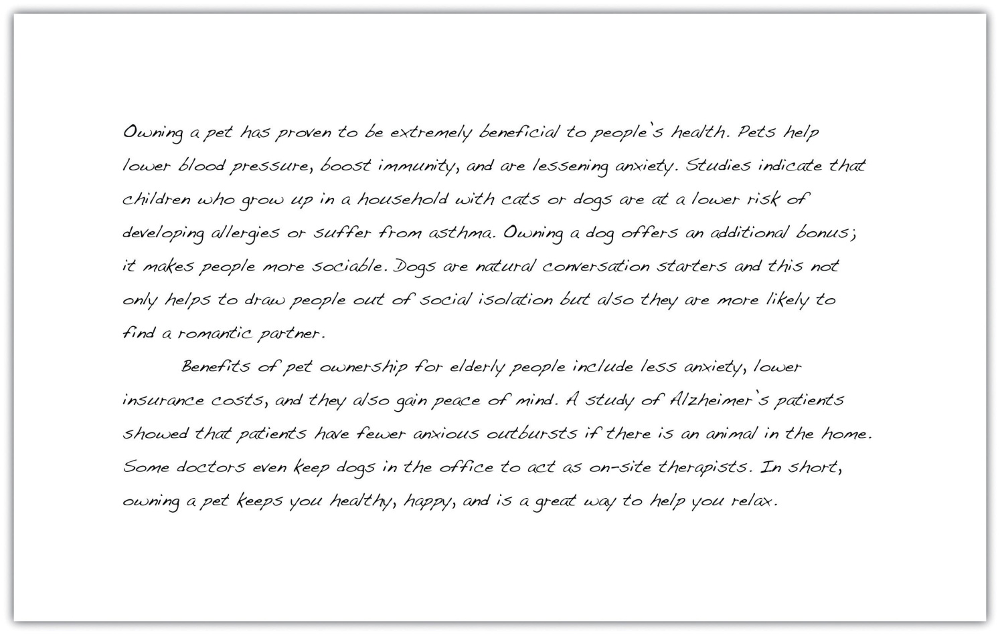 Owning a pet has proven to be extremely beneficial to people's health. Pets help
lower blood pressure, boost immunity, and are lessening anxiety. Studies indicate that
children who grow up in a household with cats or dogs are at a lower risk of
developing allergies or suffer from asthma. Owning a dog offers an additional bonus;
it makes people more sociable. Dogs are natural conversation starters and this not
only helps to draw people out of social isolation but also they are more likely to
find a romantic partner.
Benefits of pet ownership for elderly people include less anxiety, lower
insurance costs, and they also gain peace of mind. A study of Alzheimer's patients
showed that patients have fewer anxious outbursts if there is an animal in the home.
Some doctors even keep dogs in the office to act as on-site therapists. In short,
owning a pet keeps you healthy, happy, and is a great way to help you relax.